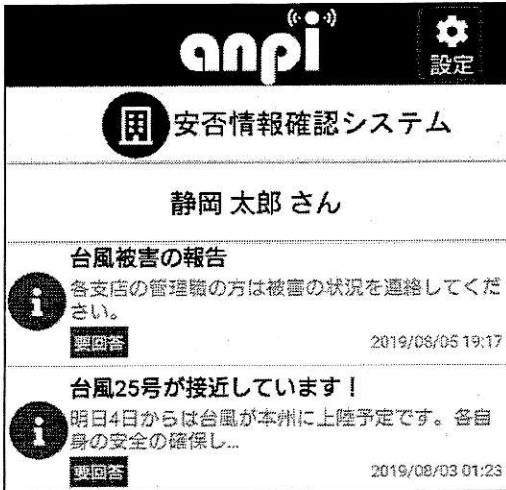 anpi
設定
安否情報確認システム
静岡 太郎 さん
台風被害の報告
各支店の管理職の方は被害の状況を連絡してくだ
さい。
要回答
2019/08/05 19:17
台風25号が接近しています！
明日4日からは台風が本州に上陸予定です。各自
身の安全の確保し...
要回答
2019/08/03 01:23